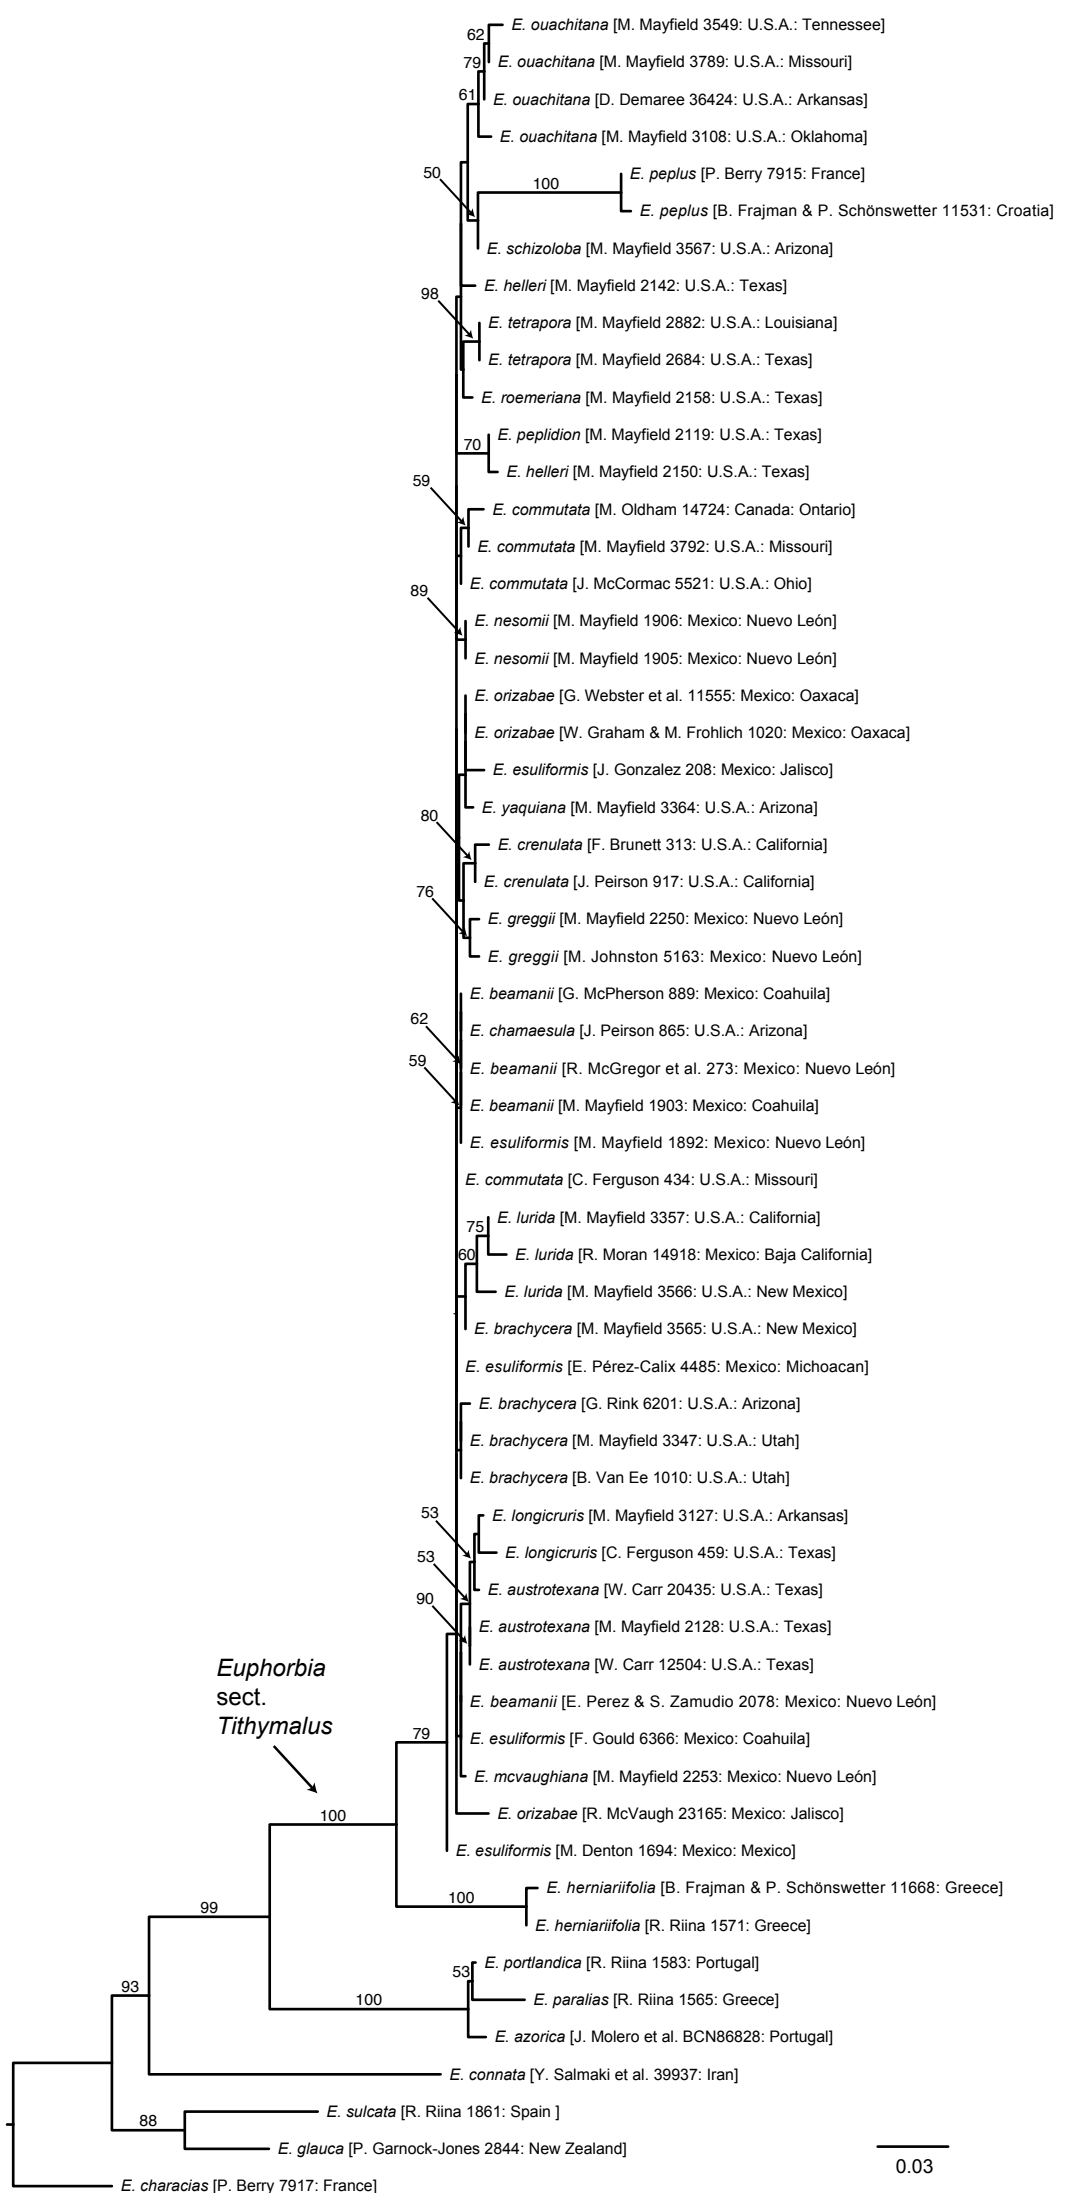 E. ouachitana [M. Mayfield 3549: U.S.A.: Tennessee]
62
E. ouachitana [M. Mayfield 3789: U.S.A.: Missouri]
79
E. ouachitana [D. Demaree 36424: U.S.A.: Arkansas]
61
E. ouachitana [M. Mayfield 3108: U.S.A.: Oklahoma]
50
E. peplus [P. Berry 7915: France]
100
E. peplus [B. Frajman & P. Schönswetter 11531: Croatia]
E. schizoloba [M. Mayfield 3567: U.S.A.: Arizona]
E. helleri [M. Mayfield 2142: U.S.A.: Texas]
98
E. tetrapora [M. Mayfield 2882: U.S.A.: Louisiana]
E. tetrapora [M. Mayfield 2684: U.S.A.: Texas]
E. roemeriana [M. Mayfield 2158: U.S.A.: Texas]
E. peplidion [M. Mayfield 2119: U.S.A.: Texas]
70
E. helleri [M. Mayfield 2150: U.S.A.: Texas]
59
E. commutata [M. Oldham 14724: Canada: Ontario]
E. commutata [M. Mayfield 3792: U.S.A.: Missouri]
E. commutata [J. McCormac 5521: U.S.A.: Ohio]
89
E. nesomii [M. Mayfield 1906: Mexico: Nuevo León]
E. nesomii [M. Mayfield 1905: Mexico: Nuevo León]
E. orizabae [G. Webster et al. 11555: Mexico: Oaxaca]
E. orizabae [W. Graham & M. Frohlich 1020: Mexico: Oaxaca]
E. esuliformis [J. Gonzalez 208: Mexico: Jalisco]
E. yaquiana [M. Mayfield 3364: U.S.A.: Arizona]
80
E. crenulata [F. Brunett 313: U.S.A.: California]
E. crenulata [J. Peirson 917: U.S.A.: California]
76
E. greggii [M. Mayfield 2250: Mexico: Nuevo León]
E. greggii [M. Johnston 5163: Mexico: Nuevo León]
E. beamanii [G. McPherson 889: Mexico: Coahuila]
62
E. chamaesula [J. Peirson 865: U.S.A.: Arizona]
59
E. beamanii [R. McGregor et al. 273: Mexico: Nuevo León]
E. beamanii [M. Mayfield 1903: Mexico: Coahuila]
E. esuliformis [M. Mayfield 1892: Mexico: Nuevo León]
E. commutata [C. Ferguson 434: U.S.A.: Missouri]
E. lurida [M. Mayfield 3357: U.S.A.: California]
75
E. lurida [R. Moran 14918: Mexico: Baja California]
60
E. lurida [M. Mayfield 3566: U.S.A.: New Mexico]
E. brachycera [M. Mayfield 3565: U.S.A.: New Mexico]
E. esuliformis [E. Pérez-Calix 4485: Mexico: Michoacan]
E. brachycera [G. Rink 6201: U.S.A.: Arizona]
E. brachycera [M. Mayfield 3347: U.S.A.: Utah]
E. brachycera [B. Van Ee 1010: U.S.A.: Utah]
53
E. longicruris [M. Mayfield 3127: U.S.A.: Arkansas]
E. longicruris [C. Ferguson 459: U.S.A.: Texas]
53
E. austrotexana [W. Carr 20435: U.S.A.: Texas]
90
E. austrotexana [M. Mayfield 2128: U.S.A.: Texas]
E. austrotexana [W. Carr 12504: U.S.A.: Texas]
Euphorbia
sect.
Tithymalus
E. beamanii [E. Perez & S. Zamudio 2078: Mexico: Nuevo León]
79
E. esuliformis [F. Gould 6366: Mexico: Coahuila]
E. mcvaughiana [M. Mayfield 2253: Mexico: Nuevo León]
E. orizabae [R. McVaugh 23165: Mexico: Jalisco]
100
E. esuliformis [M. Denton 1694: Mexico: Mexico]
E. herniariifolia [B. Frajman & P. Schönswetter 11668: Greece]
100
99
E. herniariifolia [R. Riina 1571: Greece]
E. portlandica [R. Riina 1583: Portugal]
53
93
E. paralias [R. Riina 1565: Greece]
100
E. azorica [J. Molero et al. BCN86828: Portugal]
E. connata [Y. Salmaki et al. 39937: Iran]
E. sulcata [R. Riina 1861: Spain ]
88
E. glauca [P. Garnock-Jones 2844: New Zealand]
0.03
E. characias [P. Berry 7917: France]